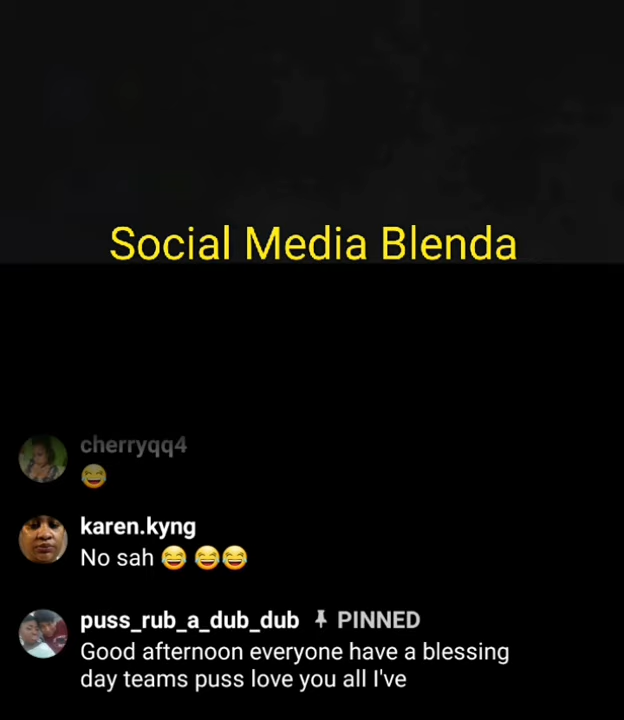 Social Media Blenda
cherryqq4
😆
karen.kyng
No sah 😂 😂😂
puss_rub_a_dub_dub PINNED
Good afternoon everyone have a blessing
day teams puss love you all I've